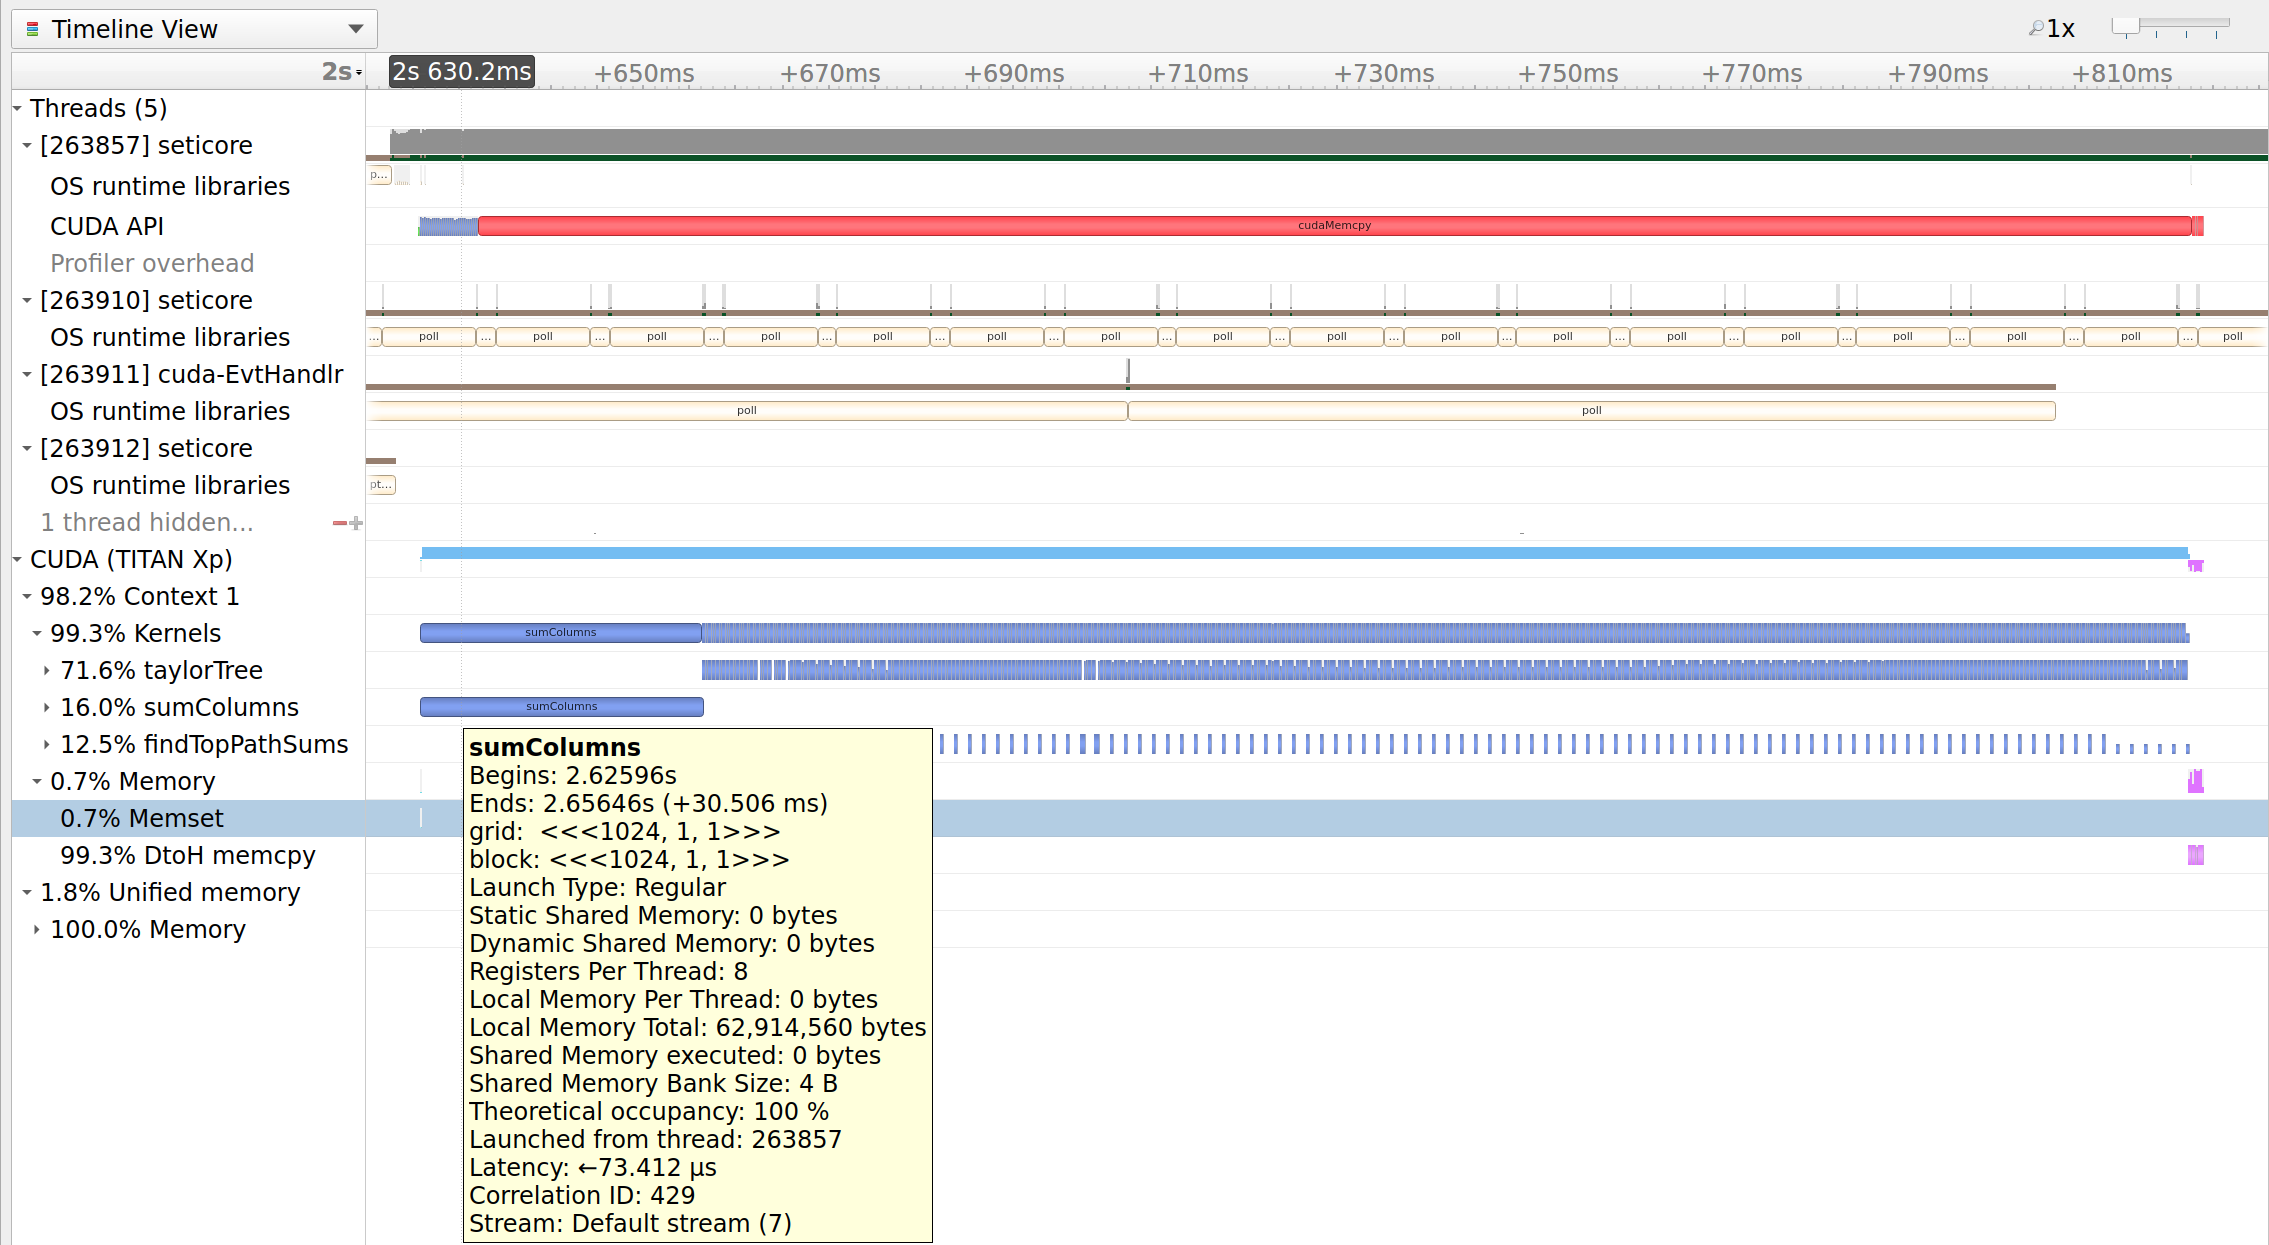 Timeline View
1x
2s
2s 630.2ms
+650ms
+670ms
+690ms
+710ms
+730ms
+750ms
+770ms
+790ms
+810ms
Threads (5)
[263857] seticore
OS runtime libraries
p...
CUDA API
cudaMemcpy
Profiler overhead
[263910] seticore
OS runtime libraries
... poll ... poll ... poll ... poll ... poll ... poll ... poll ... poll ... poll ... poll ... poll ... poll ... poll ... poll ... poll ... poll ... poll
[263911] cuda-EvtHandlr
OS runtime libraries
poll
poll
[263912] seticore
OS runtime libraries
pt...
1 thread hidden...
CUDA (TITAN Xp)
98.2% Context 1
99.3% Kernels
sumColumns
71.6% taylorTree
16.0% sumColumns
sumColumns
12.5% findTopPathSums
0.7% Memory
0.7% Memset
99.3% DtoH memcpy
1.8% Unified memory
100.0% Memory
sumColumns
Begins: 2.62596s
Ends: 2.65646s (+30.506 ms)
grid:  <<<1024, 1, 1>>>
block: <<<1024, 1, 1>>>
Launch Type: Regular
Static Shared Memory: 0 bytes
Dynamic Shared Memory: 0 bytes
Registers Per Thread: 8
Local Memory Per Thread: 0 bytes
Local Memory Total: 62,914,560 bytes
Shared Memory executed: 0 bytes
Shared Memory Bank Size: 4 B
Theoretical occupancy: 100 %
Launched from thread: 263857
Latency: ←73.412 μs
Correlation ID: 429
Stream: Default stream (7)